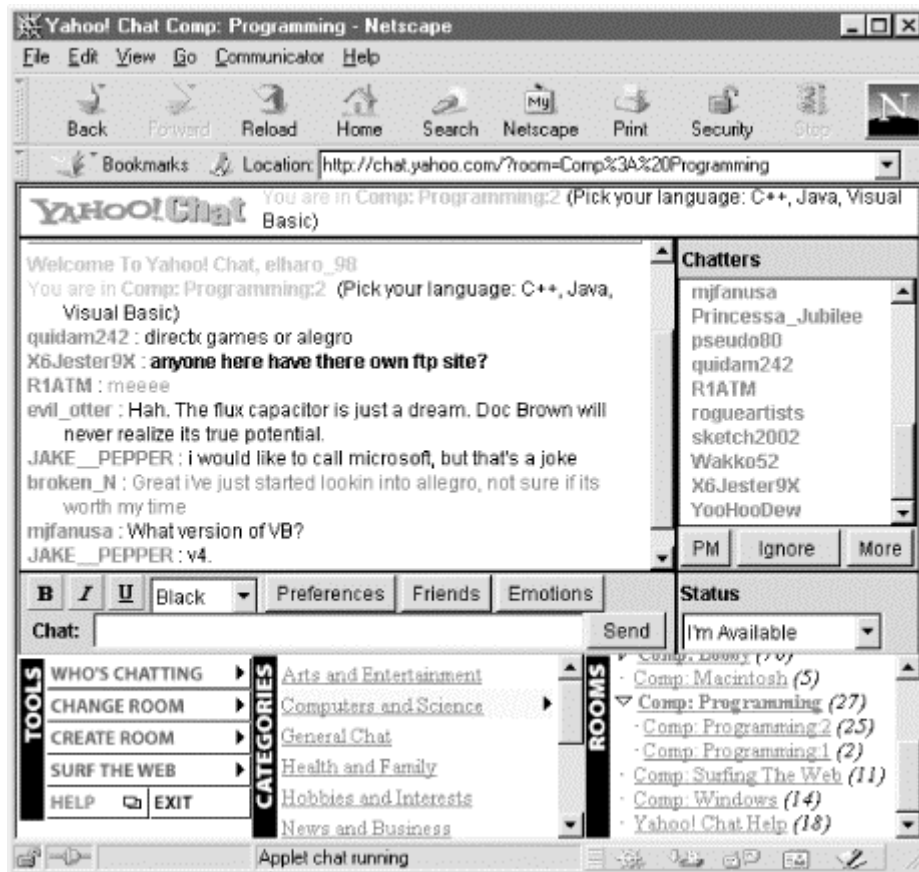 Yahoo! Chat Comp: Programming - Netscape
File Edit View Go Communicator Help
Back Forward Reload Home Search Netscape Print Security Stop
My
N
Bookmarks Location: http://chat.yahoo.com/?room=Comp%3A%20Programming
YAHOO! Chat
You are in Comp: Programming:2 (Pick your language: C++, Java, Visual
Basic)
Welcome To Yahoo! Chat, elharo_98
You are in Comp: Programming:2 (Pick your language: C++, Java,
Visual Basic)
quidam242 : directx games or alegro
X6Jester9X : anyone here have there own ftp site?
R1ATM : meeee
evil_otter : Hah. The flux capacitor is just a dream. Doc Brown will
never realize its true potential.
JAKE__PEPPER : i would like to call microsoft, but that's a joke
broken_N : Great i've just started lookin into allegro, not sure if its
worth my time
mjfanusa : What version of VB?
JAKE__PEPPER : v4.
Chatters
mjfanusa
Princessa_Jubilee
pseudo80
quidam242
R1ATM
rogueartists
sketch2002
Wakko52
X6Jester9X
YooHooDew
PM Ignore More
B I U Black Preferences Friends Emotions
Chat: Send
Status
I'm Available
TOOLS
WHO'S CHATTING
CHANGE ROOM
CREATE ROOM
SURF THE WEB
HELP EXIT
CATEGORIES
Arts and Entertainment
Computers and Science
General Chat
Health and Family
Hobbies and Interests
News and Business
ROOMS
Comp: Lobby (76)
Comp: Macintosh (5)
Comp: Programming (27)
Comp: Programming:2 (25)
Comp: Programming:1 (2)
Comp: Surfing The Web (11)
Comp: Windows (14)
Yahoo! Chat Help (18)
Applet chat running